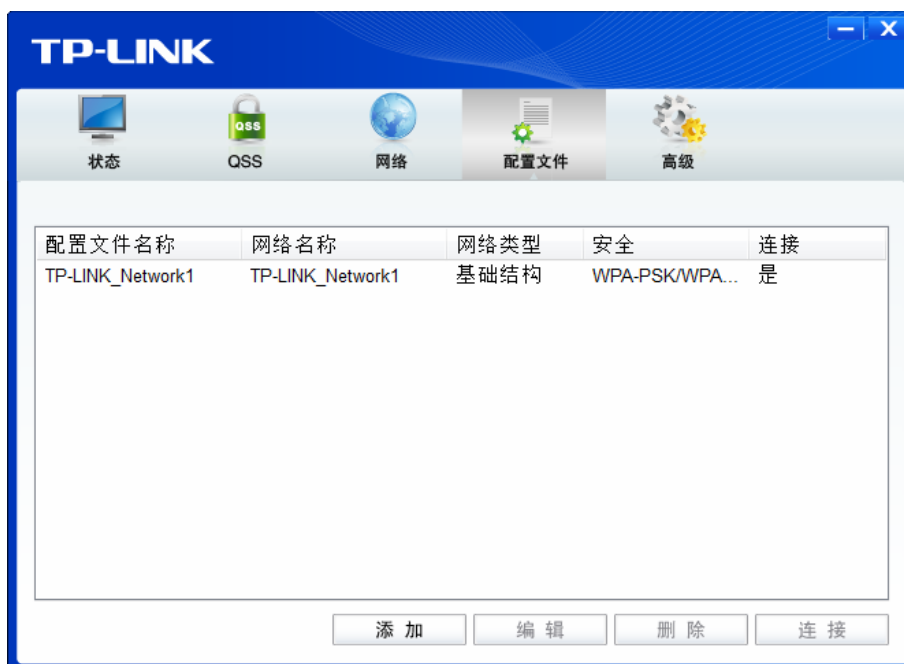 TP-LINK
QSS
状态 QSS 网络 配置文件 高级
配置文件名称 网络名称 网络类型 安全 连接
TP-LINK_Network1 TP-LINK_Network1 基础结构 WPA-PSK/WPA... 是
添加 编辑 删除 连接